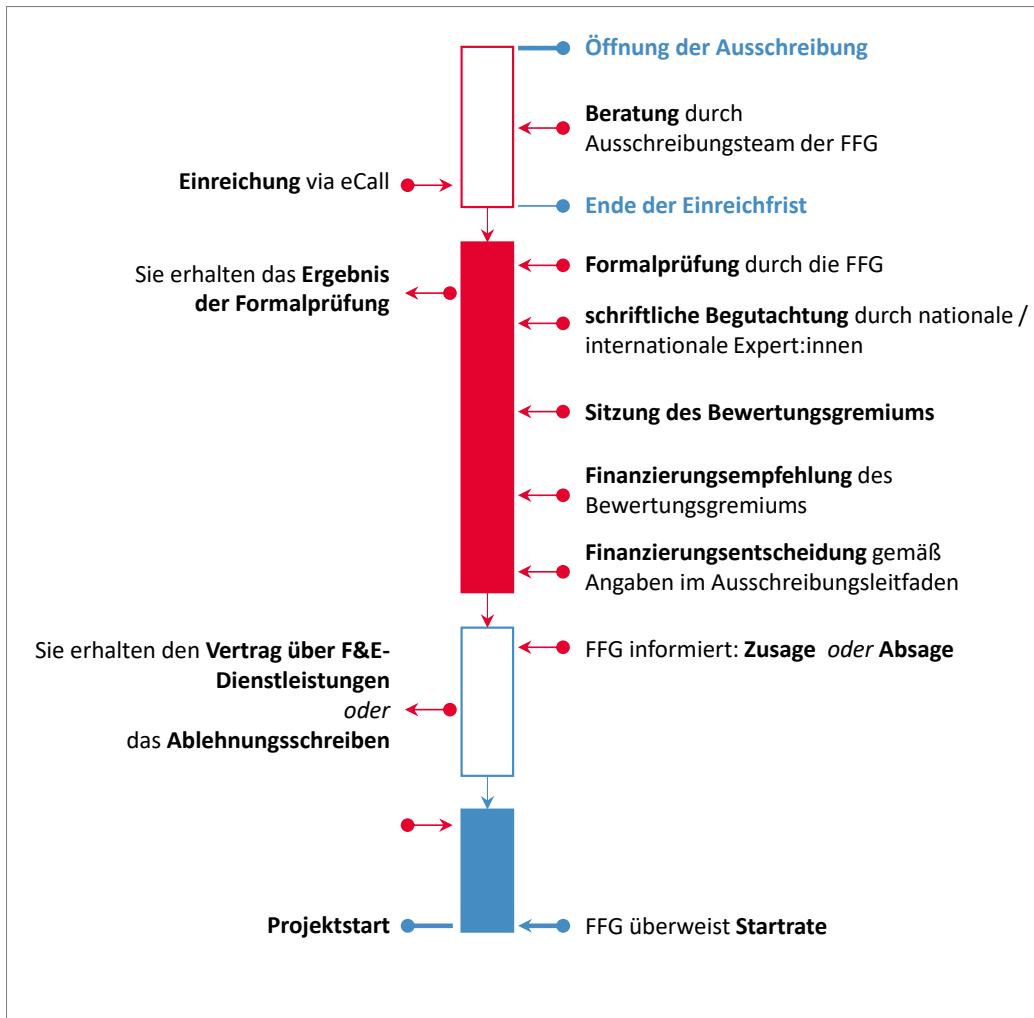 Öffnung der Ausschreibung
Beratung durch
Ausschreibungsteam der FFG
Einreichung via eCall
Ende der Einreichfrist
Formalprüfung durch die FFG
Sie erhalten das Ergebnis
der Formalprüfung
schriftliche Begutachtung durch nationale /
internationale Expert:innen
Sitzung des Bewertungsgremiums
Finanzierungsempfehlung des
Bewertungsgremiums
Finanzierungsentscheidung gemäß
Angaben im Ausschreibungsleitfaden
FFG informiert: Zusage oder Absage
Sie erhalten den Vertrag über F&E-
Dienstleistungen
oder
das Ablehnungsschreiben
Projektstart
FFG überweist Startrate